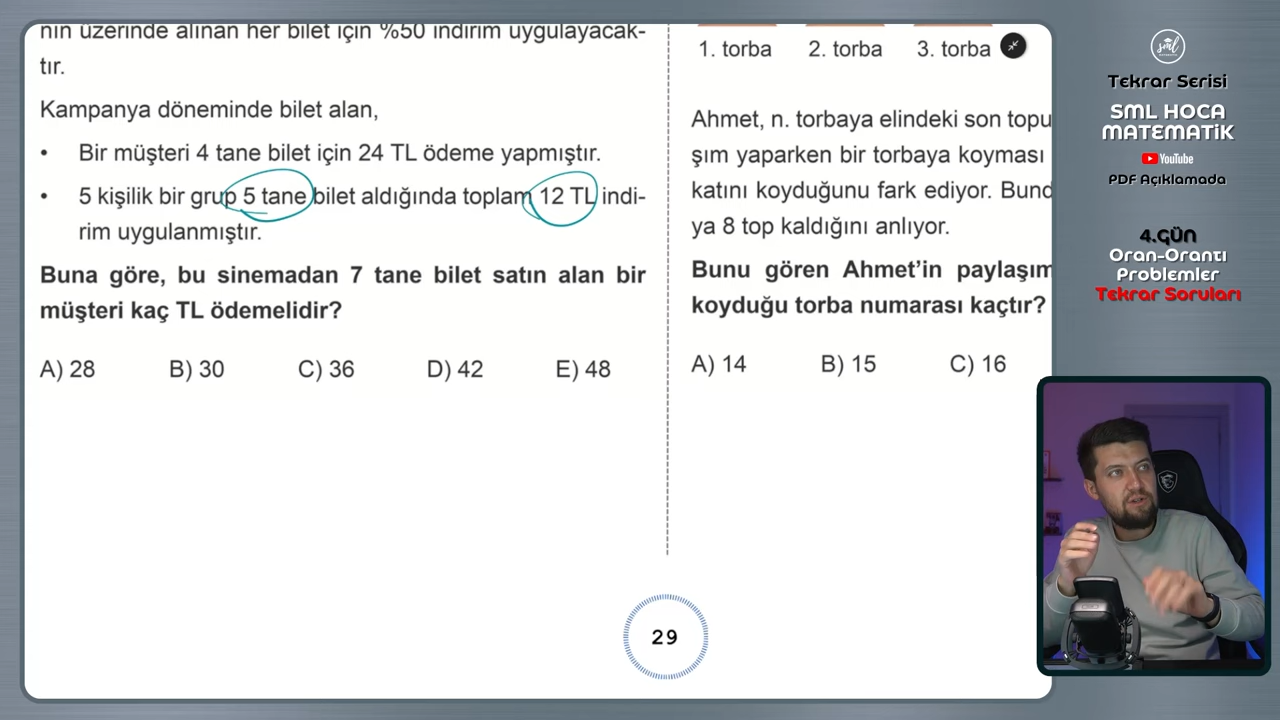 nin üzerinde alınan her bilet için %50 indirim uygulayacak-
tır.
Kampanya döneminde bilet alan,
• Bir müşteri 4 tane bilet için 24 TL ödeme yapmıştır.
• 5 kişilik bir grup 5 tane bilet aldığında toplam 12 TL indi-
rim uygulanmıştır.
Buna göre, bu sinemadan 7 tane bilet satın alan bir
müşteri kaç TL ödemelidir?
A) 28 B) 30 C) 36 D) 42 E) 48
1. torba 2. torba 3. torba
Ahmet, n. torbaya elindeki son topu
şım yaparken bir torbaya koyması
katını koyduğunu fark ediyor. Bund
ya 8 top kaldığını anlıyor.
Bunu gören Ahmet'in paylaşım
koyduğu torba numarası kaçtır?
A) 14 B) 15 C) 16
29
sml
Tekrar Serisi
SML HOCA
MATEMATİK
YouTube
PDF Açıklamada
4.GÜN
Oran-Orantı
Problemler
Tekrar Soruları